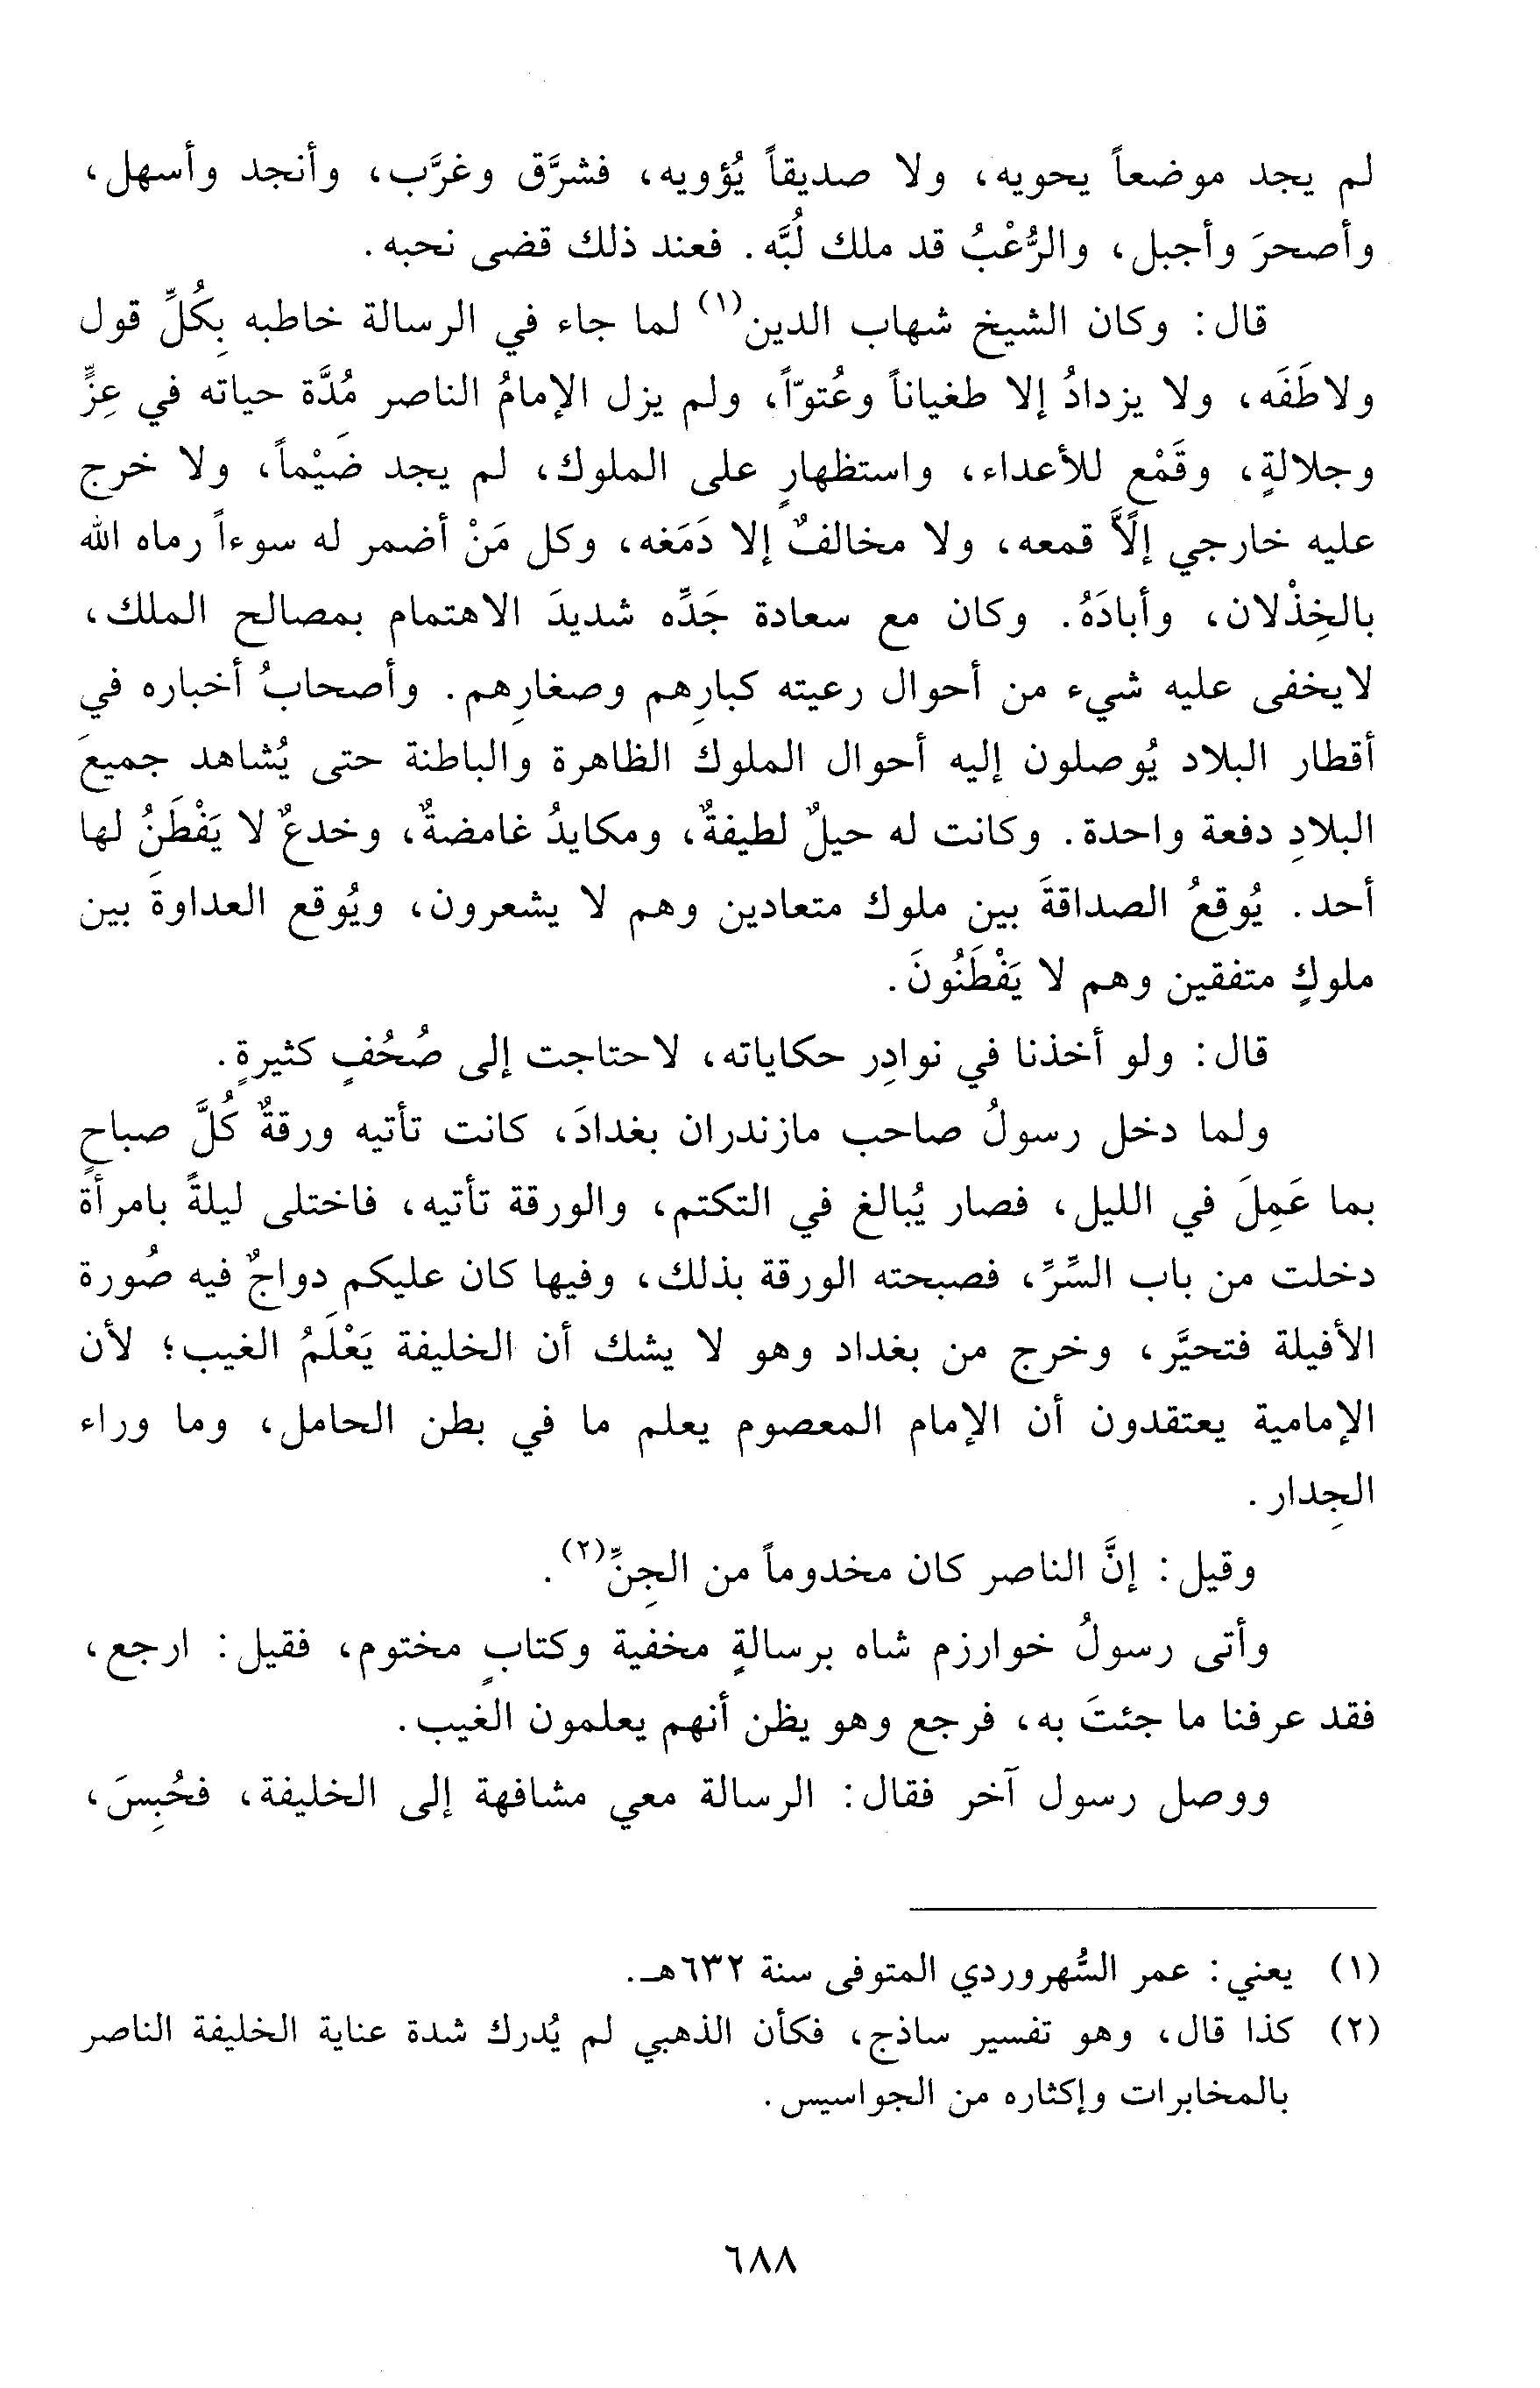 لم يجد موضعاً يحويه، ولا صديقاً يُؤويه، فشرَّق وغرَّب، وأنجد وأسهل،
وأصحرَ وأجبل، والرُّعْبُ قد ملك لُبَّه. فعند ذلك قضى نحبه.
قال: وكان الشيخ شهاب الدين(١) لما جاء في الرسالة خاطبه بِكُلِّ قول
ولاطَفَه، ولا يزدادُ إلا طغياناً وعُتوّاً، ولم يزل الإمامُ الناصر مُدَّة حياته في عِزٍّ
وجلالةٍ، وقَمْع للأعداء، واستظهارٍ على الملوك، لم يجد ضَيْماً، ولا خرج
عليه خارجي إلَّا قمعه، ولا مخالفٌ إلا دَمَغه، وكل مَنْ أضمر له سوءاً رماه الله
بالخِذْلان، وأبادَهُ. وكان مع سعادة جَدِّه شديدَ الاهتمام بمصالح الملك،
لايخفى عليه شيء من أحوال رعيته كبارِهم وصغارِهم. وأصحابُ أخباره في
أقطار البلاد يُوصلون إليه أحوال الملوك الظاهرة والباطنة حتى يُشاهد جميعَ
البلادِ دفعة واحدة. وكانت له حيلٌ لطيفةٌ، ومكايدُ غامضةٌ، وخدعٌ لا يَفْطَنُ لها
أحد. يُوقعُ الصداقةَ بين ملوك متعادين وهم لا يشعرون، ويُوقع العداوةَ بين
ملوكٍ متفقين وهم لا يَفْطَنُونَ.
قال: ولو أخذنا في نوادِر حكاياته، لاحتاجت إلى صُحُفٍ كثيرةٍ.
ولما دخل رسولُ صاحب مازندران بغدادَ، كانت تأتيه ورقةٌ كُلَّ صباحٍ
بما عَمِلَ في الليل، فصار يُبالغ في التكتم، والورقة تأتيه، فاختلى ليلةً بامرأة
دخلت من باب السِّرِّ، فصبحته الورقة بذلك، وفيها كان عليكم دواجٌ فيه صُورة
الأفيلة فتحيَّر، وخرج من بغداد وهو لا يشك أن الخليفة يَعْلَمُ الغيب؛ لأن
الإمامية يعتقدون أن الإمام المعصوم يعلم ما في بطن الحامل، وما وراء
الجِدار.
وقيل: إنَّ الناصر كان مخدوماً من الجِنِّ(٢).
وأتى رسولُ خوارزم شاه برسالةٍ مخفية وكتابٍ مختوم، فقيل: ارجع،
فقد عرفنا ما جئتَ به، فرجع وهو يظن أنهم يعلمون الغيب.
ووصل رسول آخر فقال: الرسالة معي مشافهة إلى الخليفة، فحُبِسَ،
(١) يعني: عمر السُّهروردي المتوفى سنة ٦٣٢هـ.
(٢) كذا قال، وهو تفسير ساذج، فكأن الذهبي لم يُدرك شدة عناية الخليفة الناصر
بالمخابرات وإكثاره من الجواسيس.
٦٨٨